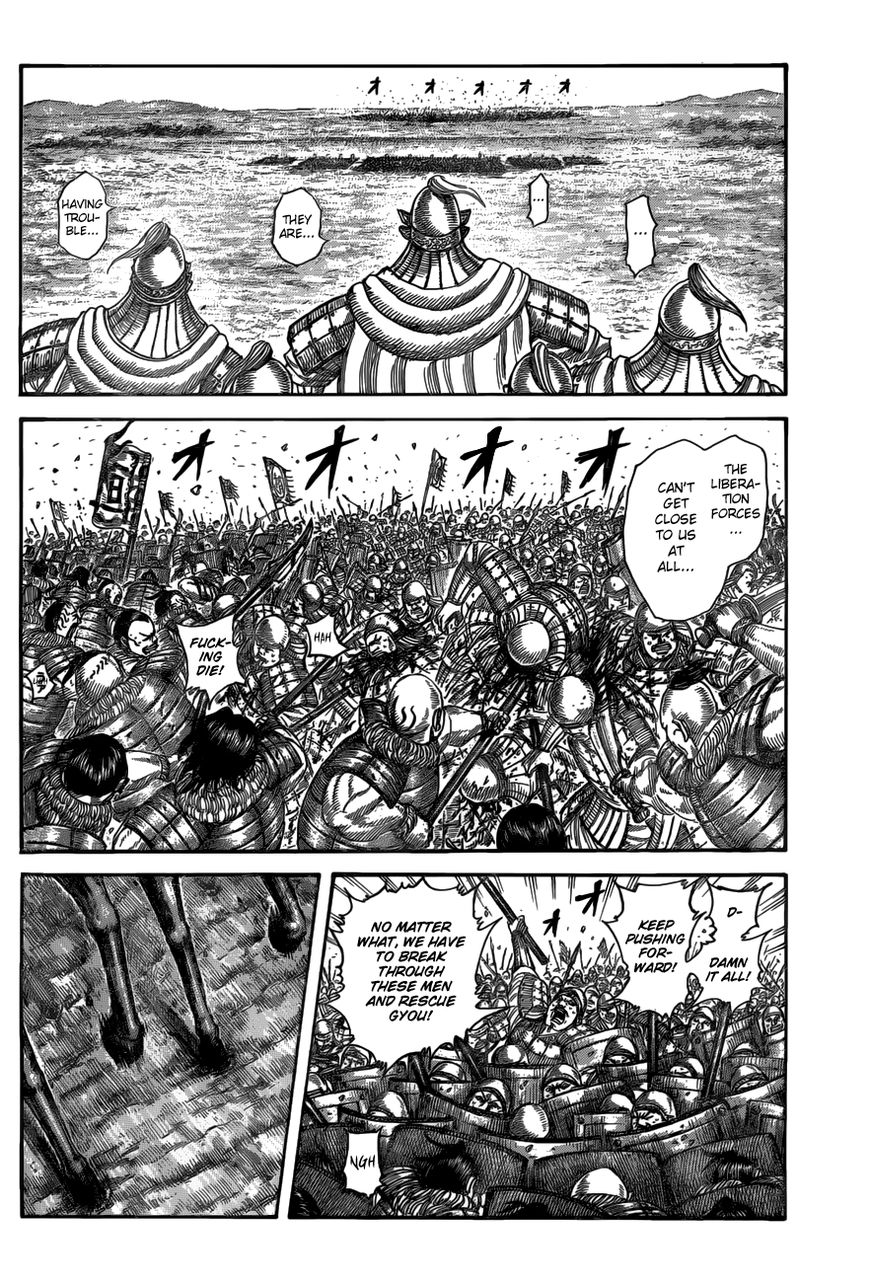 オ オ オ オ オ
...
...
THEY
ARE...
HAVING
TROU-
BLE...
オ オ オ オ
THE
LIBERA-
TION
FORCES
...
CAN'T
GET
CLOSE
TO US
AT
ALL...
HAH
FUCK-
ING
DIE!
D-
DAMN
IT ALL!
KEEP
PUSHING
FOR-
WARD!
オ オ
NO MATTER
WHAT, WE HAVE
TO BREAK
THROUGH
THESE MEN
AND RESCUE
GYOU!
NGH